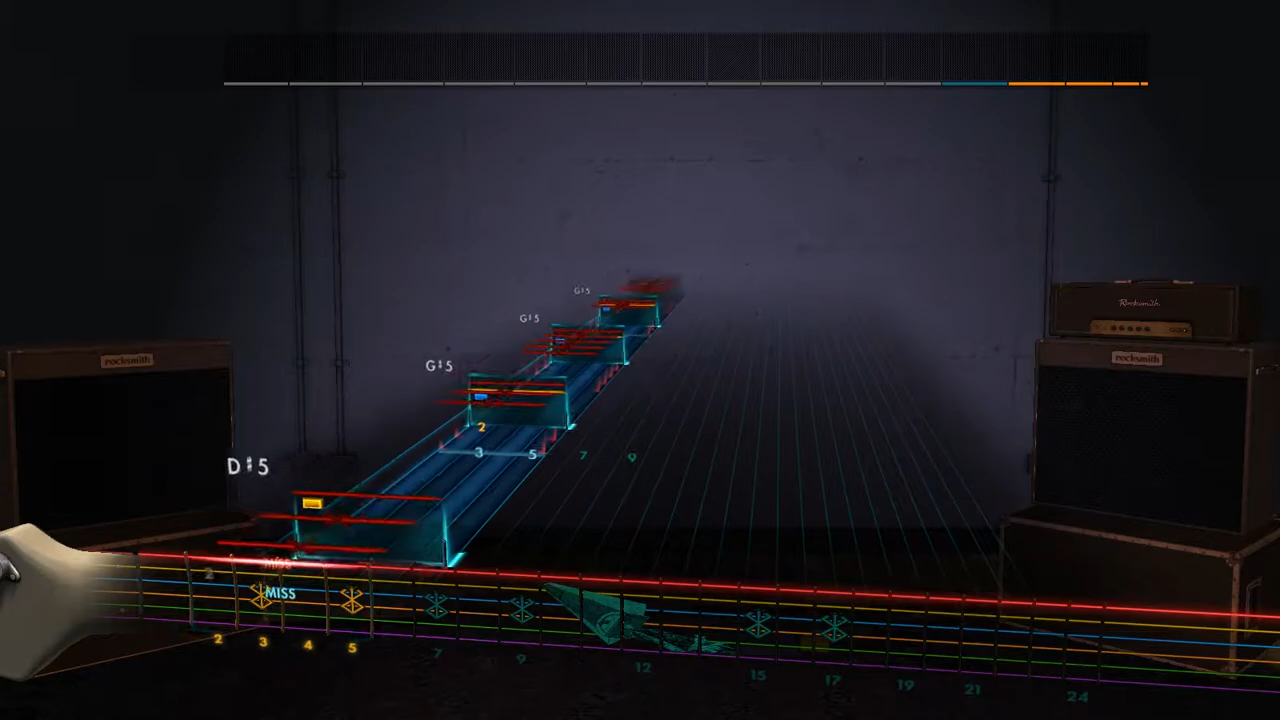 G♯5
G♯5
Rocksmith
rocksmith
rocksmith
G♯5
2
3 5 7 9
D♯5
MISS
2
MISS
2 3 4 5 7 9 12 15 17 19 21 24